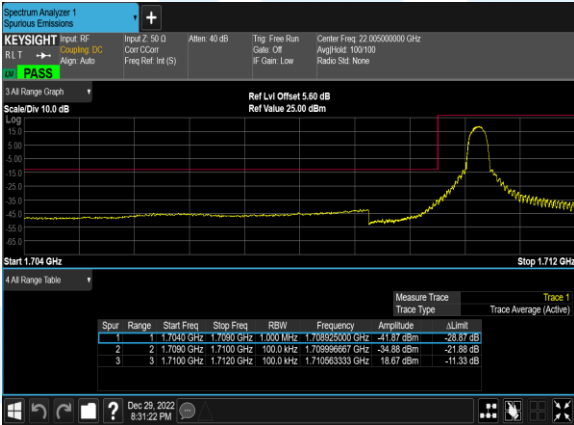 Spectrum Analyzer 1
Spurious Emissions
+
KEYSIGHT Input: RF Input Z: 50 Ω Atten: 40 dB Trig: Free Run Center Freq: 22.005000000 GHz
RLT Coupling: DC Corr CCorr Gate: Off Avg|Hold: 100/100
Align: Auto Freq Ref: Int (S) IF Gain: Low Radio Std: None
PASS
3 All Range Graph
Ref Lvl Offset 5.60 dB
Scale/Div 10.0 dB Ref Value 25.00 dBm
Log
15.0
5.00
-5.00
-15.0
-25.0
-35.0
-45.0
-55.0
-65.0
Start 1.704 GHz Stop 1.712 GHz
4 All Range Table
Measure Trace Trace 1
Trace Type Trace Average (Active)
Spur Range Start Freq Stop Freq RBW Frequency Amplitude ΔLimit
1 1 1.7040 GHz 1.7090 GHz 1.000 MHz 1.708925000 GHz -41.87 dBm -28.87 dB
2 2 1.7090 GHz 1.7100 GHz 100.0 kHz 1.709996667 GHz -34.88 dBm -21.88 dB
3 3 1.7100 GHz 1.7120 GHz 100.0 kHz 1.710563333 GHz 18.67 dBm -11.33 dB
? Dec 29, 2022
8:31:22 PM